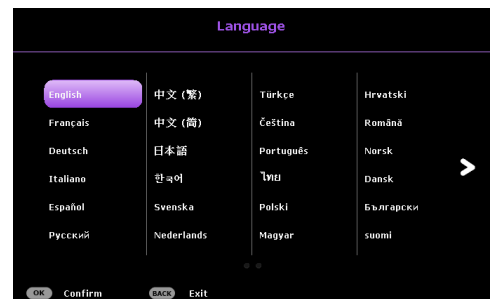 Language
English
Français
Deutsch
Italiano
Español
Русский
中文 (繁)
中文 (简)
日本語
한국어
Svenska
Nederlands
Türkçe
Čeština
Português
ไทย
Polski
Magyar
Hrvatski
Română
Norsk
Dansk
Български
suomi
OK Confirm
BACK Exit